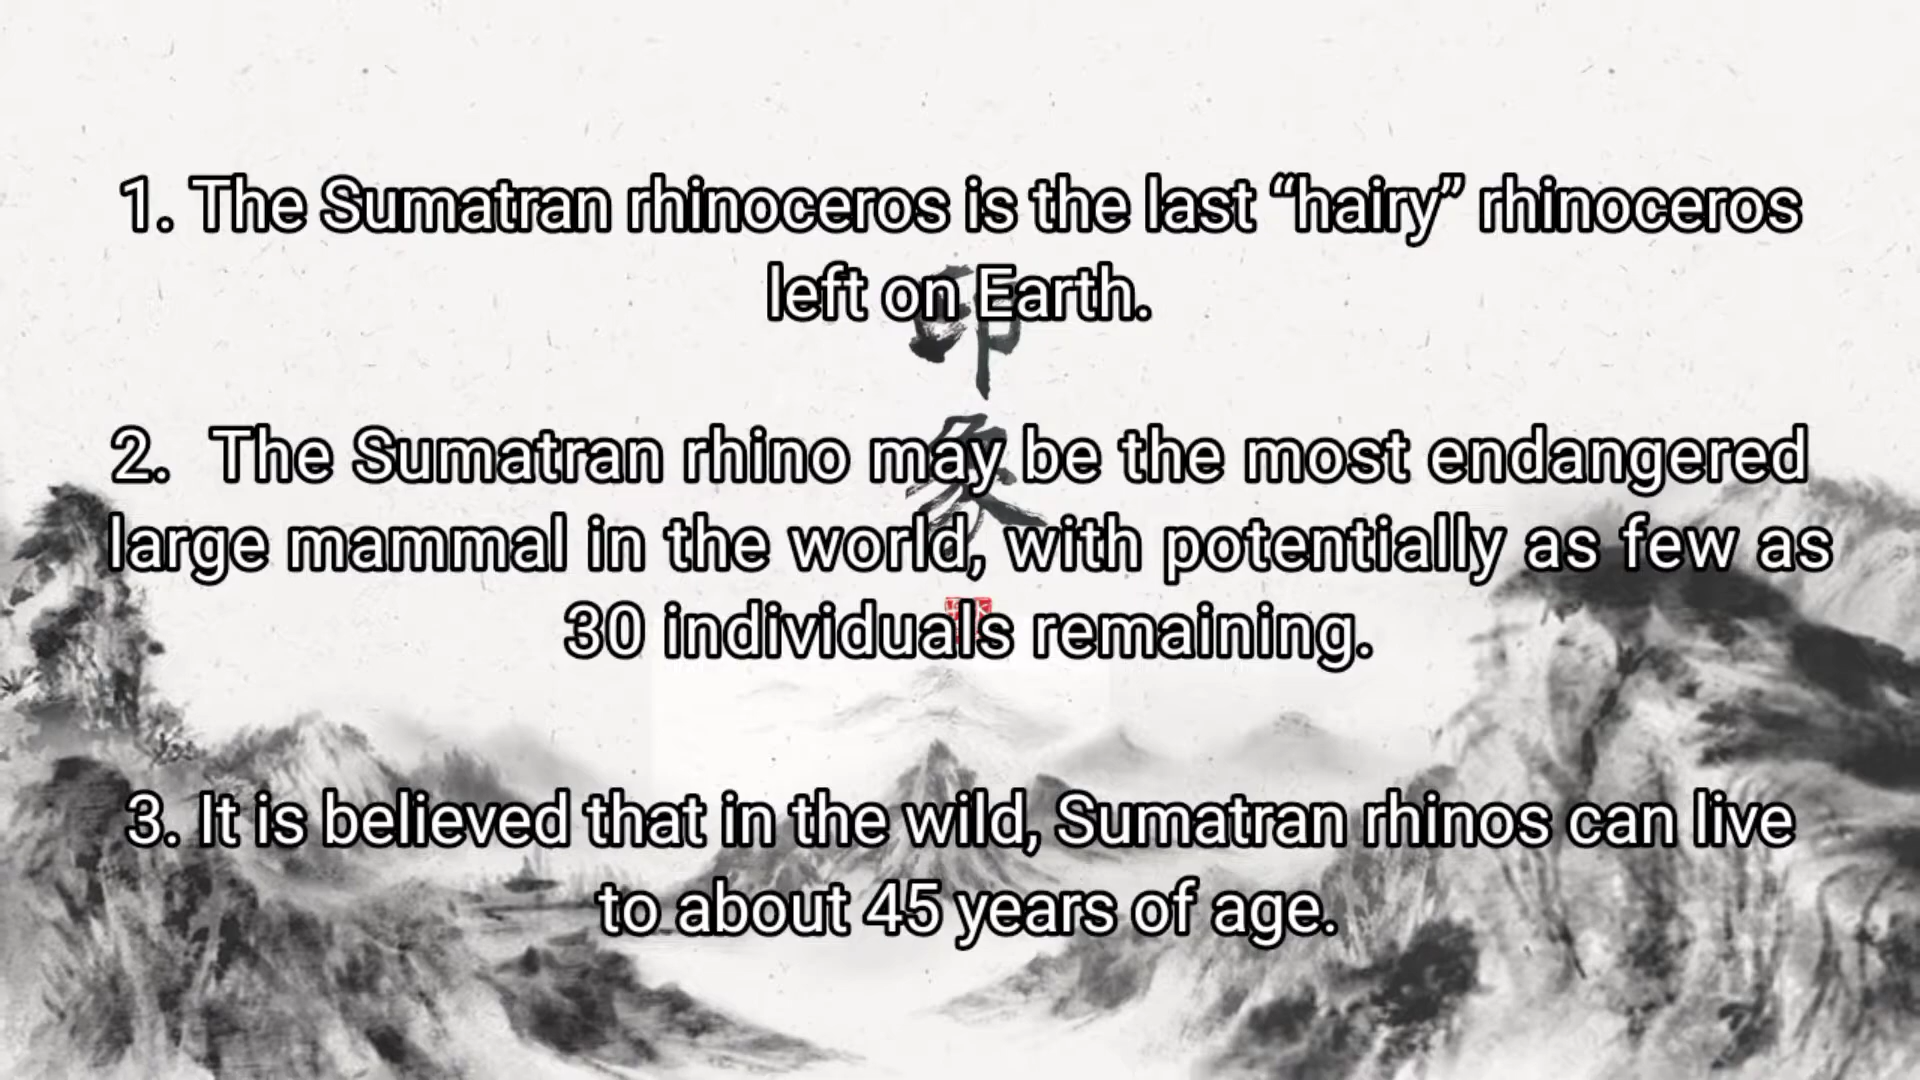 1. The Sumatran rhinoceros is the last “hairy” rhinoceros
left on Earth.
印
象
2. The Sumatran rhino may be the most endangered
large mammal in the world, with potentially as few as
30 individuals remaining.
3. It is believed that in the wild, Sumatran rhinos can live
to about 45 years of age.